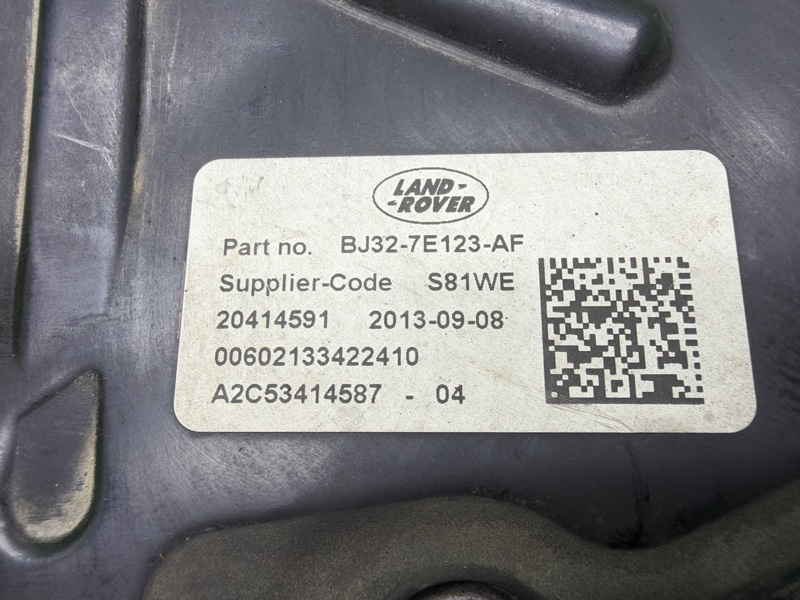 LAND-
-ROVER
Part no. BJ32-7E123-AF
Supplier-Code S81WE
20414591 2013-09-08
00602133422410
A2C53414587 - 04